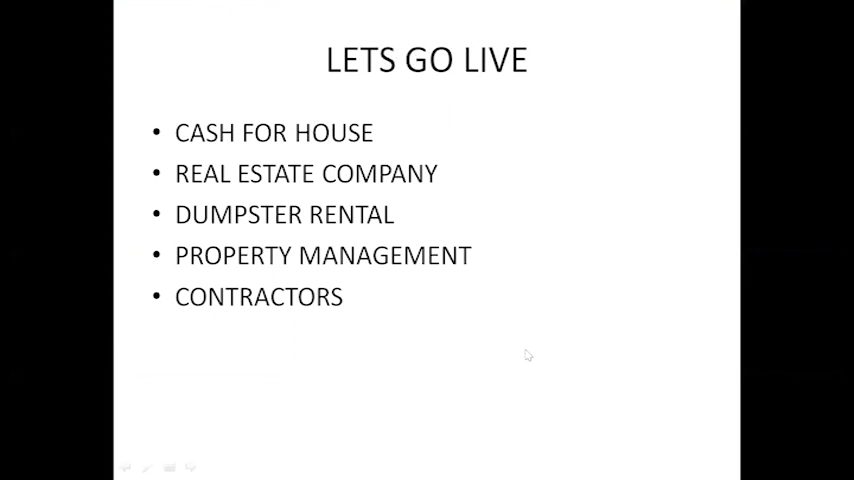 LETS GO LIVE
• CASH FOR HOUSE
• REAL ESTATE COMPANY
• DUMPSTER RENTAL
• PROPERTY MANAGEMENT
• CONTRACTORS